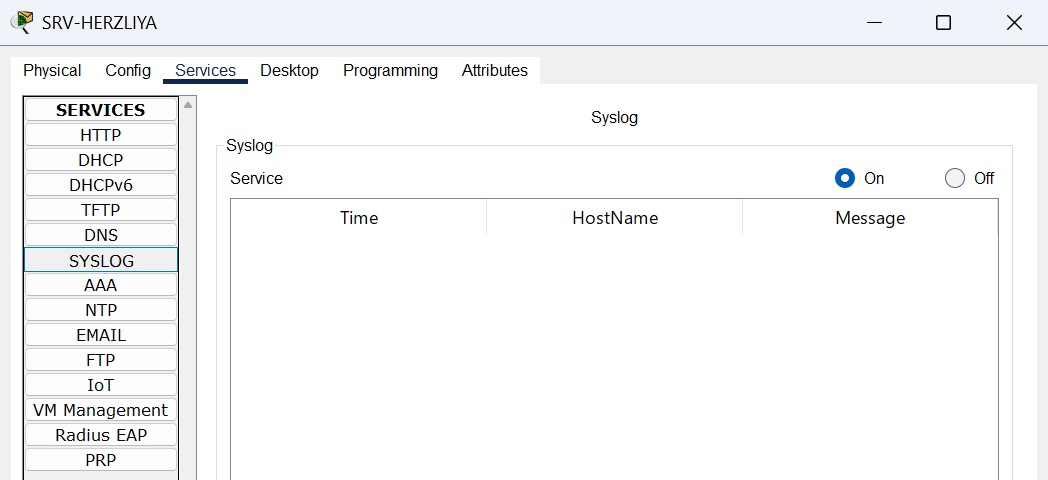 SRV-HERZLIYA
Physical Config Services Desktop Programming Attributes
SERVICES
HTTP
DHCP
DHCPv6
TFTP
DNS
SYSLOG
AAA
NTP
EMAIL
FTP
IoT
VM Management
Radius EAP
PRP
Syslog
Syslog
Service On Off
Time HostName Message